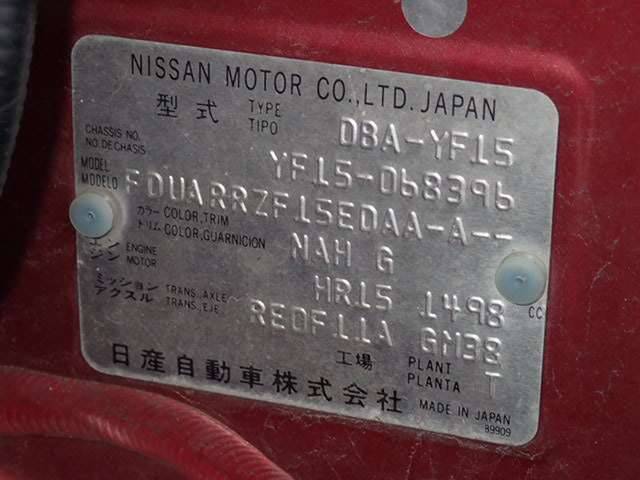 NISSAN MOTOR CO., LTD. JAPAN
型式 TYPE TIPO DBA-YF15
CHASSIS NO. NO. DE CHASIS YF15-068396
MODEL MODELO FDUARRZF15EDAA-A--
カラー COLOR, TRIM トリム COLOR, GUARNICION NAH G
エンジン ENGINE MOTOR HR15 1498 CC
ミッション アクスル TRANS., AXLE TRANS., EJE RE0F11A GM38
工場 PLANT PLANTA T
日産自動車株式会社 MADE IN JAPAN
89909